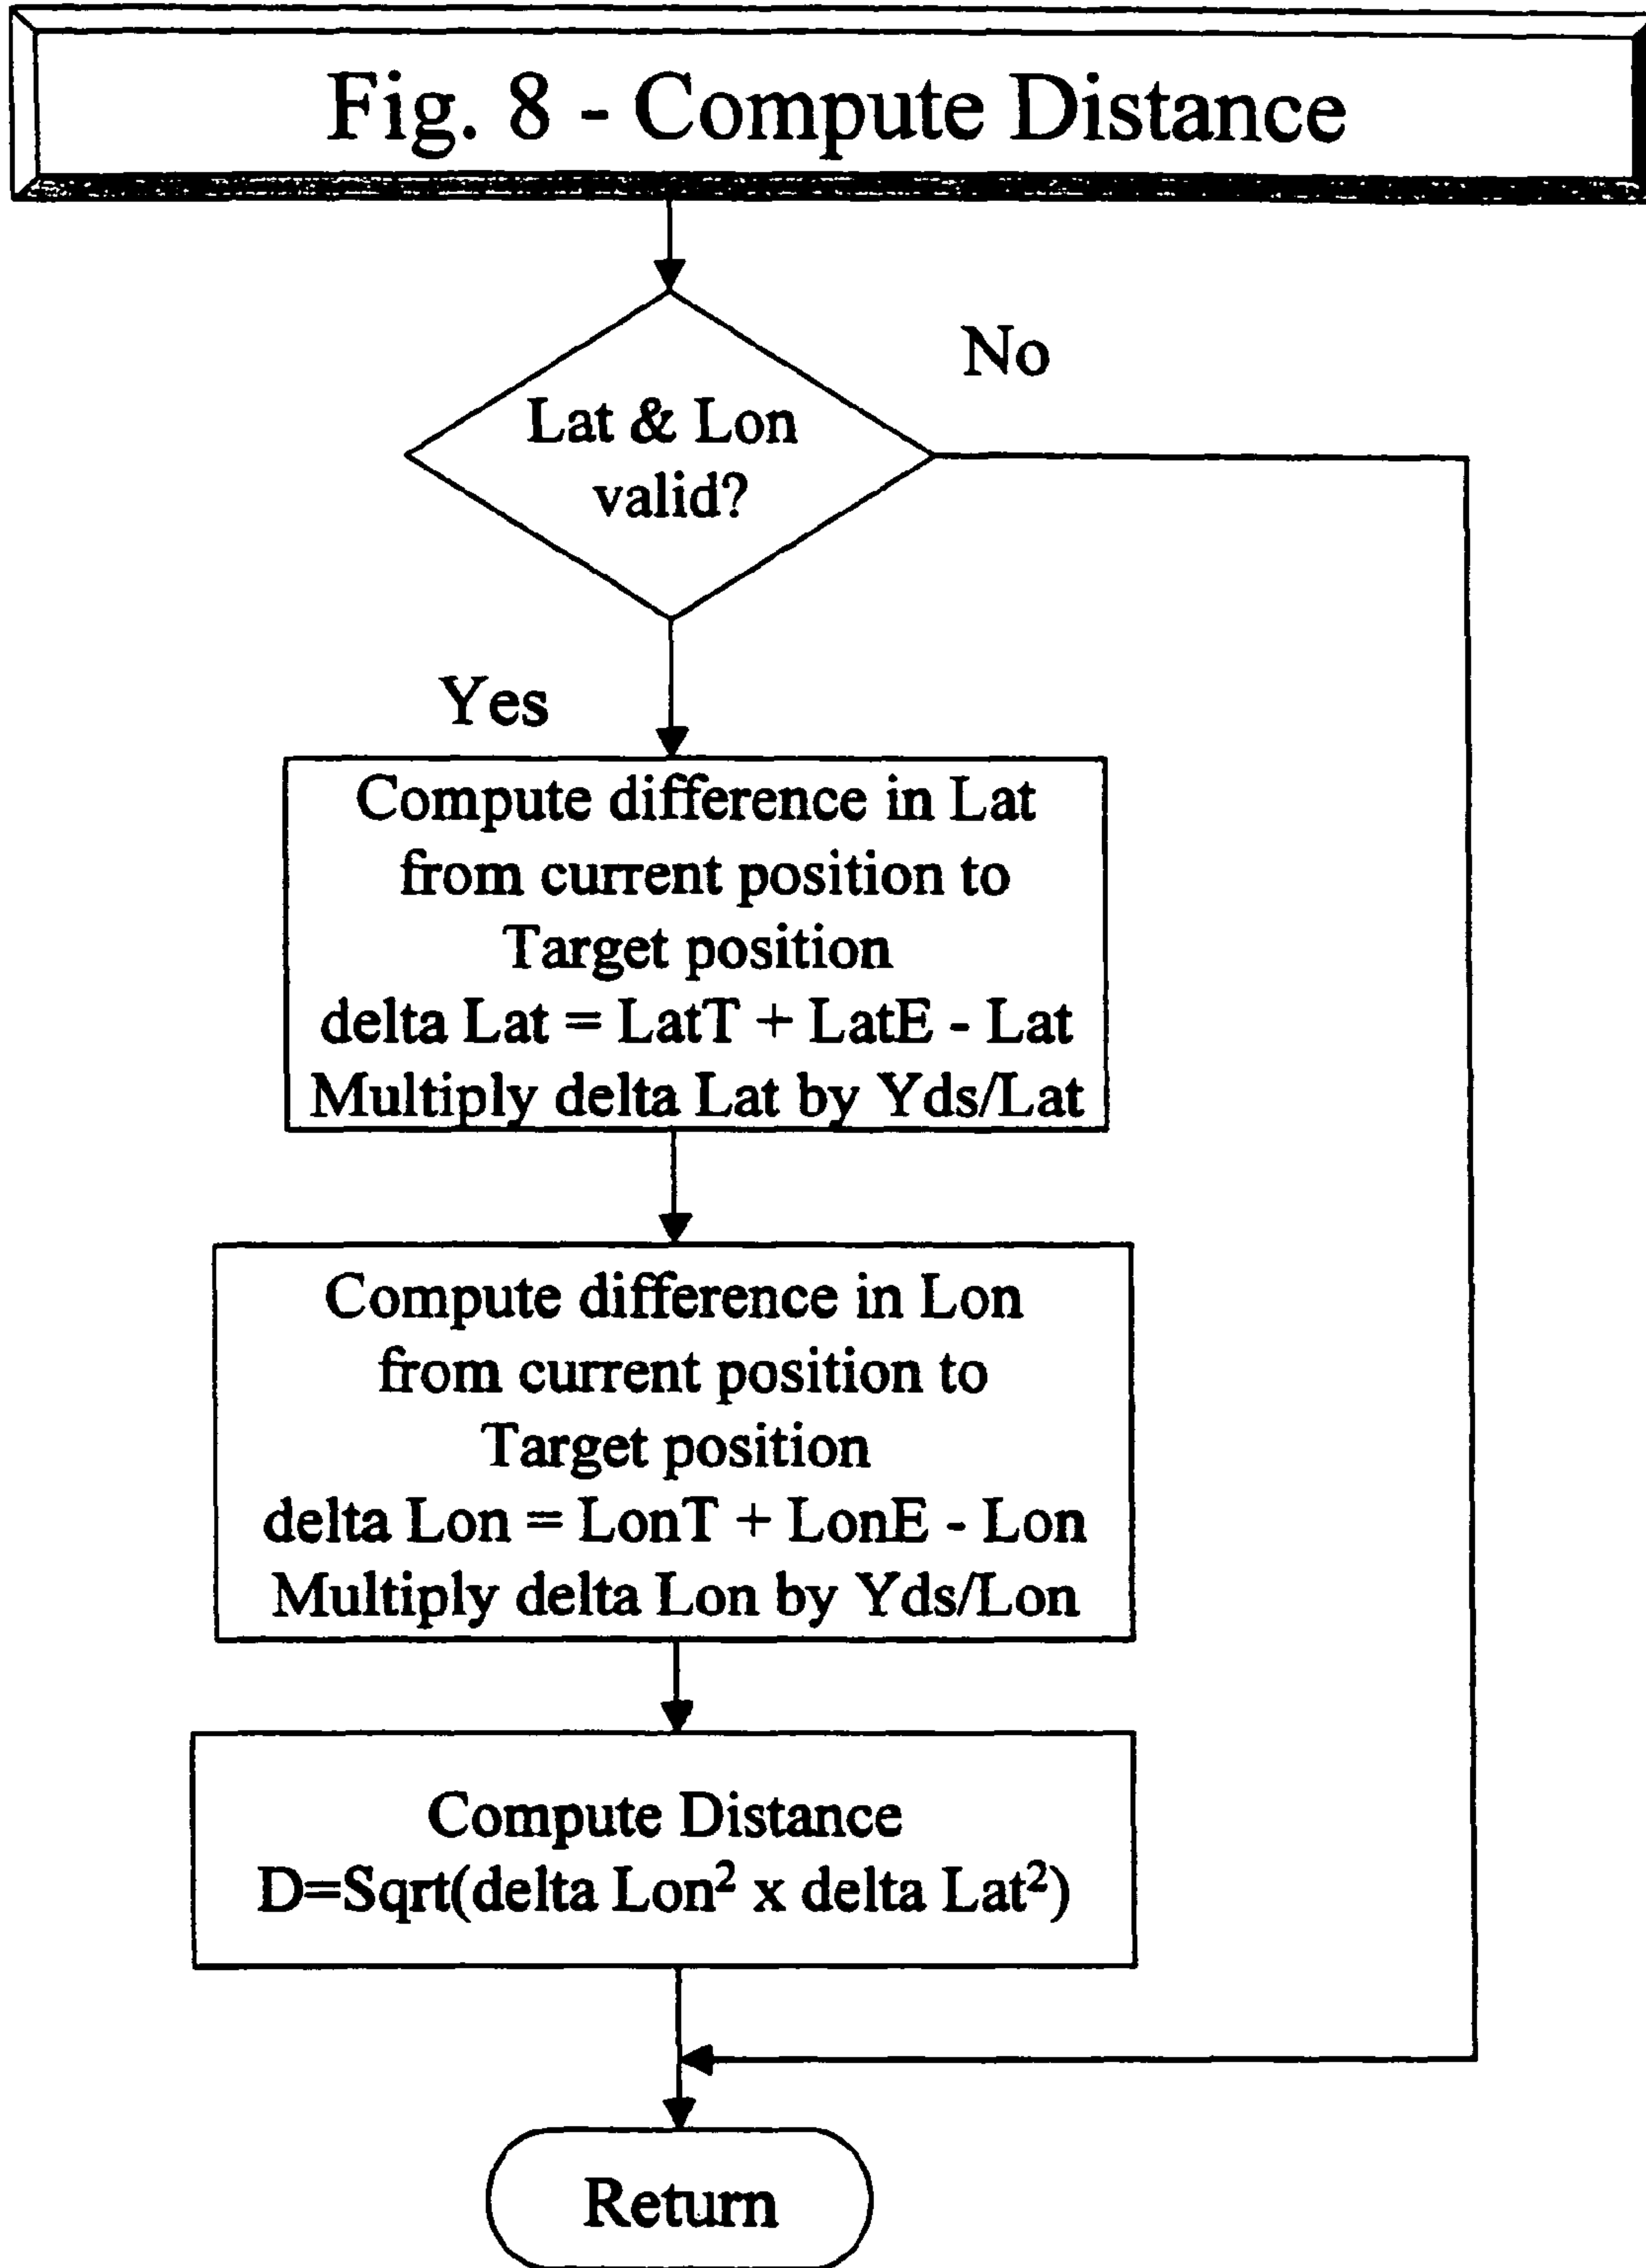 Fig. 8 - Compute Distance
Lat & Lon
valid?
No
Yes
Compute difference in Lat
from current position to
Target position
delta Lat = LatT + LatE - Lat
Multiply delta Lat by Yds/Lat
Compute difference in Lon
from current position to
Target position
delta Lon = LonT + LonE - Lon
Multiply delta Lon by Yds/Lon
Compute Distance
D=Sqrt(delta Lon² x delta Lat²)
Return